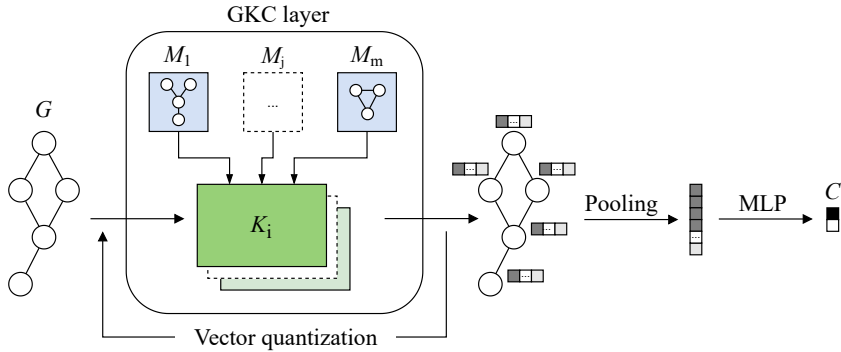 GKC layer
M1 Mj Mm
...
G
Ki
Pooling
MLP
C
Vector quantization